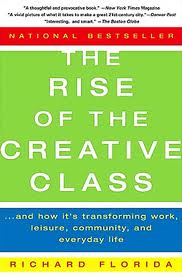 "A thoughtful and provocative book." —New York Times Magazine
"A vivid picture of what it takes to make a great 21st-century city." —Denver Post
"Interesting, insightful, and important." —The Boston Globe
NATIONAL BESTSELLER
THE
RISE OF THE
CREATIVE
CLASS
...and how it's transforming work,
leisure, community, and
everyday life
RICHARD FLORIDA